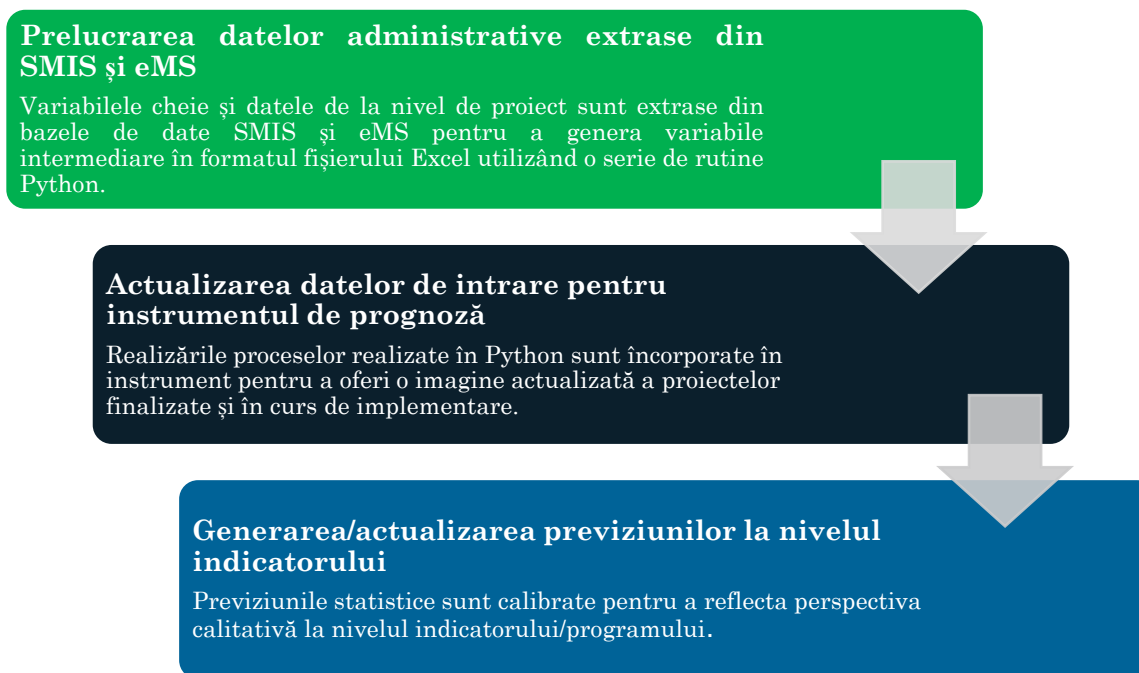 Prelucrarea datelor administrative extrase din
SMIS și eMS
Variabilele cheie și datele de la nivel de proiect sunt extrase din
bazele de date SMIS și eMS pentru a genera variabile
intermediare în formatul fișierului Excel utilizând o serie de rutine
Python.
Actualizarea datelor de intrare pentru
instrumentul de prognoză
Realizările proceselor realizate în Python sunt încorporate în
instrument pentru a oferi o imagine actualizată a proiectelor
finalizate și în curs de implementare.
Generarea/actualizarea previziunilor la nivelul
indicatorului
Previziunile statistice sunt calibrate pentru a reflecta perspectiva
calitativă la nivelul indicatorului/programului.